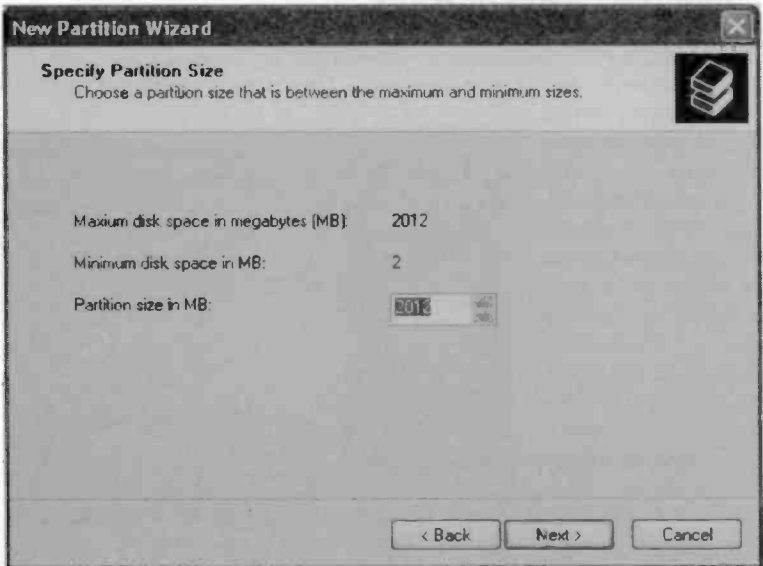 New Partition Wizard
Specify Partition Size
Choose a partition size that is between the maximum and minimum sizes.
Maxium disk space in megabytes (MB): 2012
Minimum disk space in MB: 2
Partition size in MB: 2012
< Back Next > Cancel